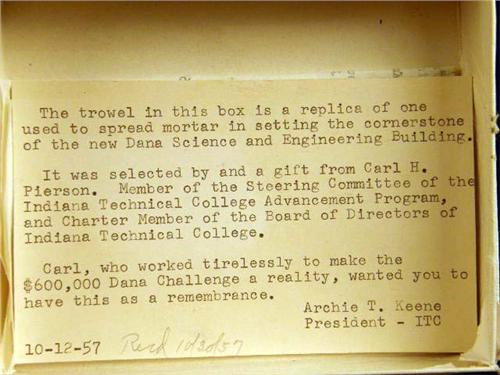 The trowel in this box is a replica of one
used to spread mortar in setting the cornerstone
of the new Dana Science and Engineering Building.
It was selected by and a gift from Carl H.
Pierson. Member of the Steering Committee of the
Indiana Technical College Advancement Program,
and Charter Member of the Board of Directors of
Indiana Technical College.
Carl, who worked tirelessly to make the
$600,000 Dana Challenge a reality, wanted you to
have this as a remembrance.
Archie T. Keene
President - ITC
10-12-57 Recd